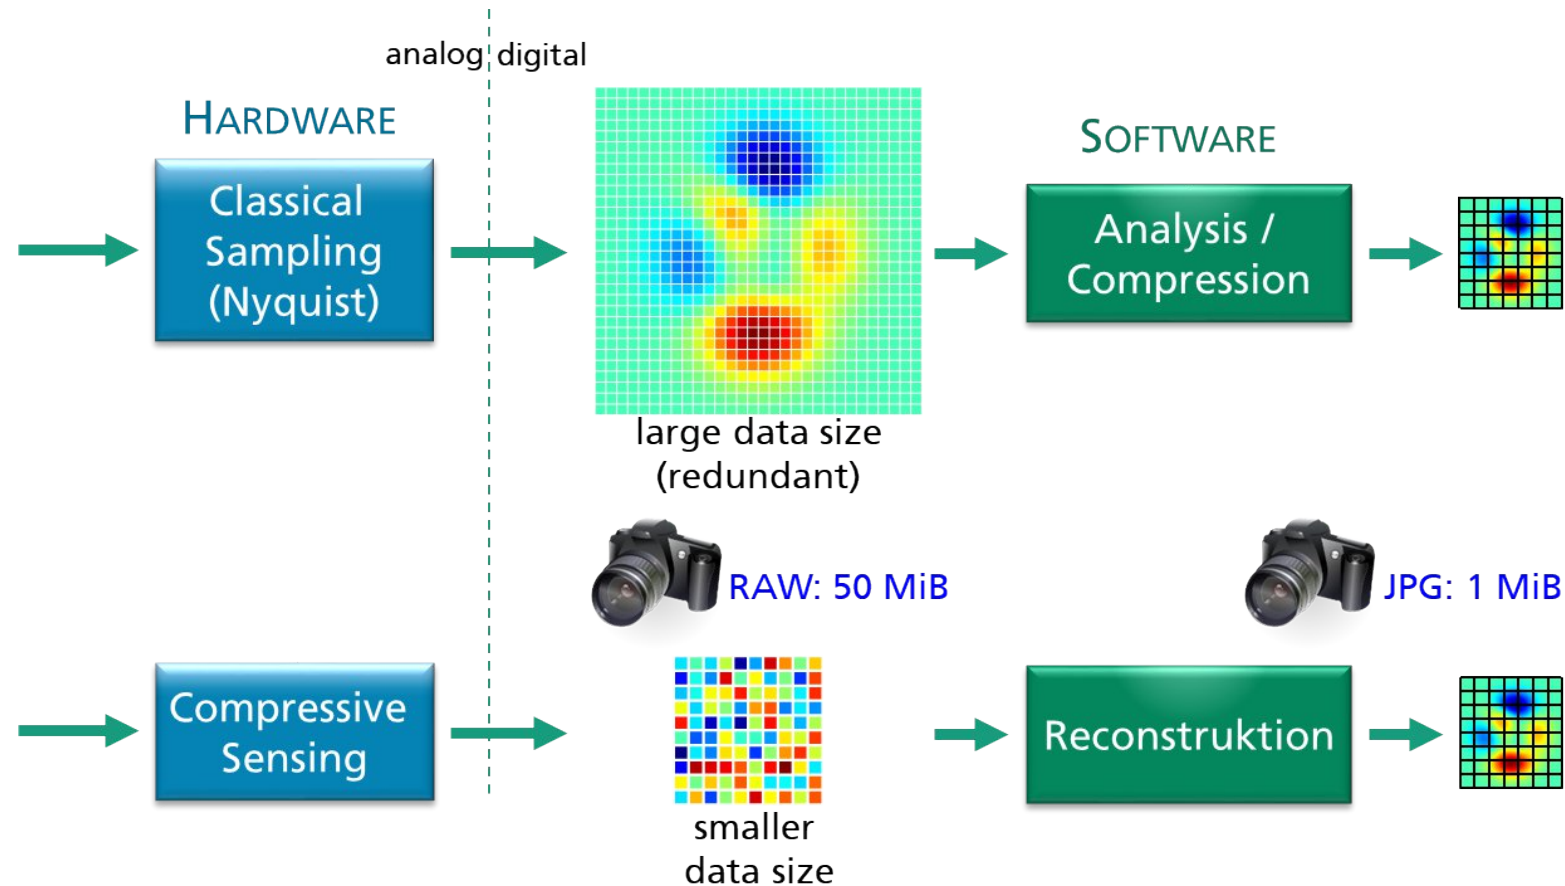 analog digital
HARDWARE
Classical
Sampling
(Nyquist)
SOFTWARE
Analysis /
Compression
large data size
(redundant)
RAW: 50 MiB
JPG: 1 MiB
Compressive
Sensing
Reconstruktion
smaller
data size